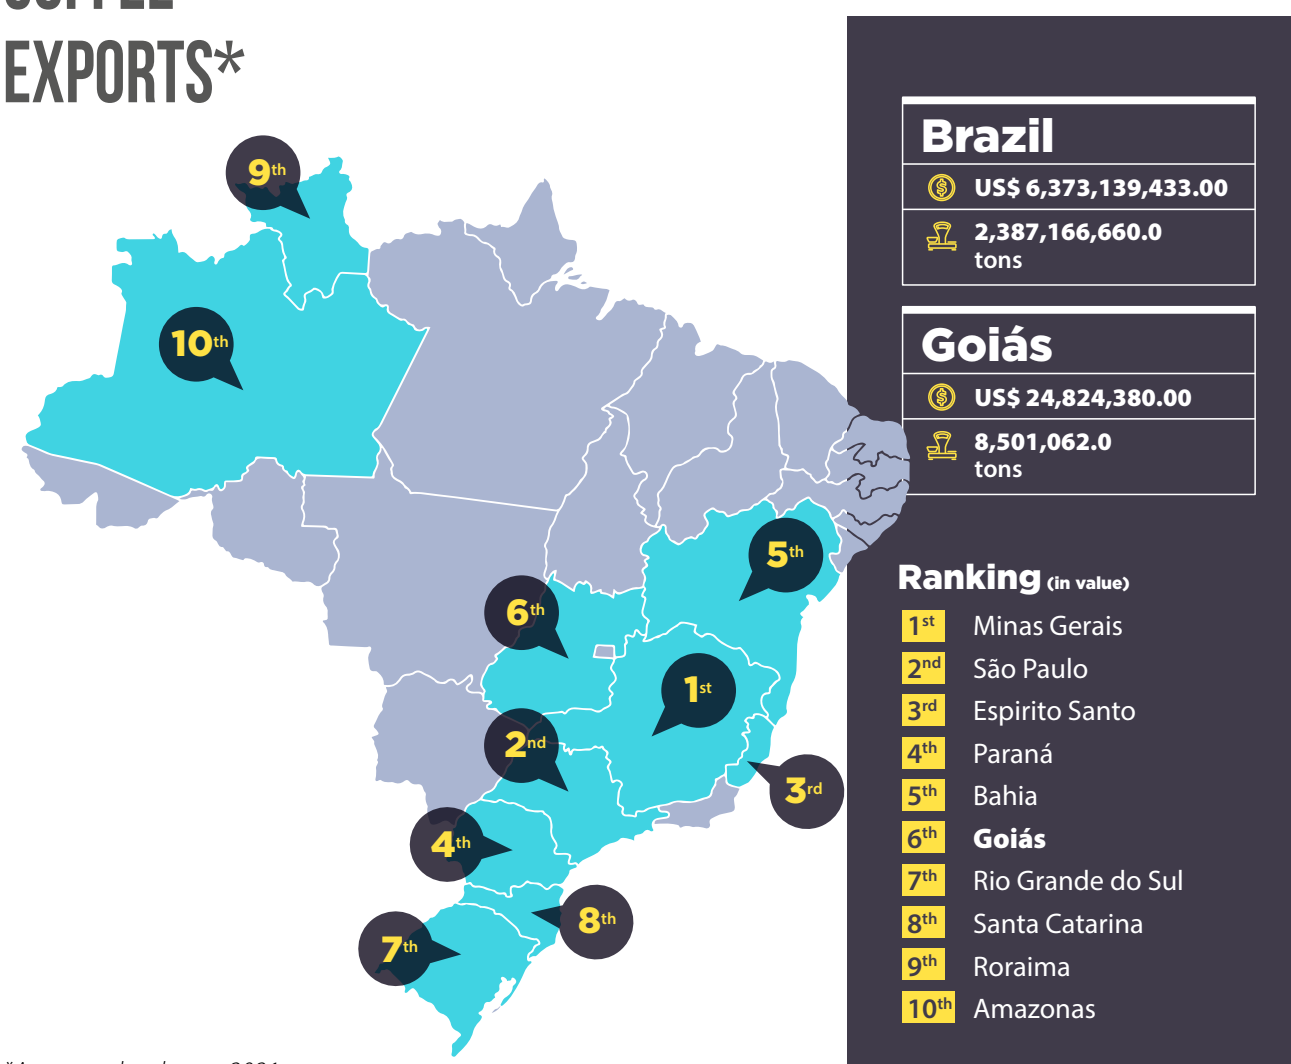 EXPORTS*
9th
10th
5th
6th
1st
2nd
3rd
4th
8th
7th
Brazil
US$ 6,373,139,433.00
2,387,166,660.0
tons
Goiás
US$ 24,824,380.00
8,501,062.0
tons
Ranking (in value)
1st Minas Gerais
2nd São Paulo
3rd Espirito Santo
4th Paraná
5th Bahia
6th Goiás
7th Rio Grande do Sul
8th Santa Catarina
9th Roraima
10th Amazonas